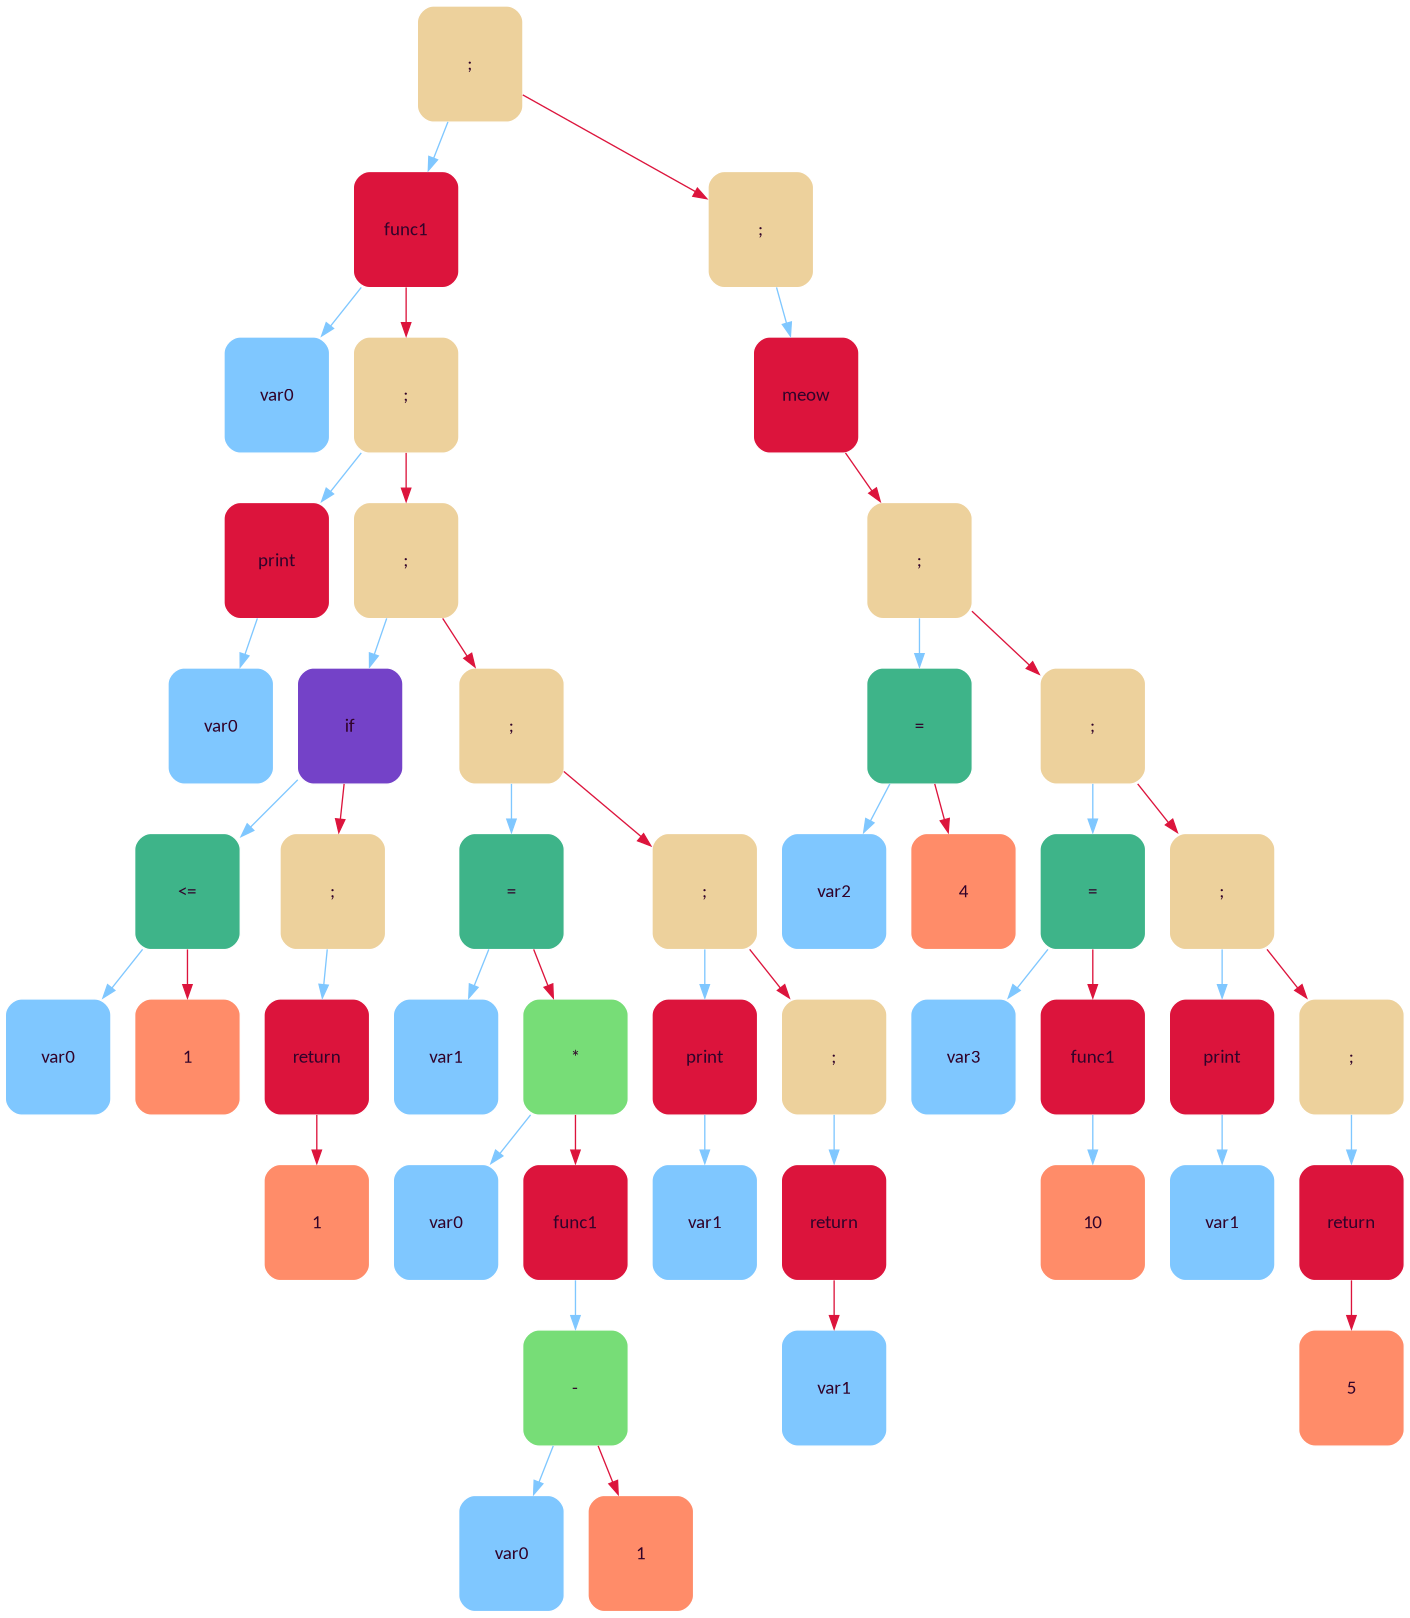 ;
func1
;
var0
;
meow
print
;
;
var0
if
;
=
;
<=
;
=
;
var2
4
=
;
var0
1
return
var1
*
print
;
var3
func1
print
;
1
var0
func1
var1
return
10
var1
return
-
var1
5
var0
1